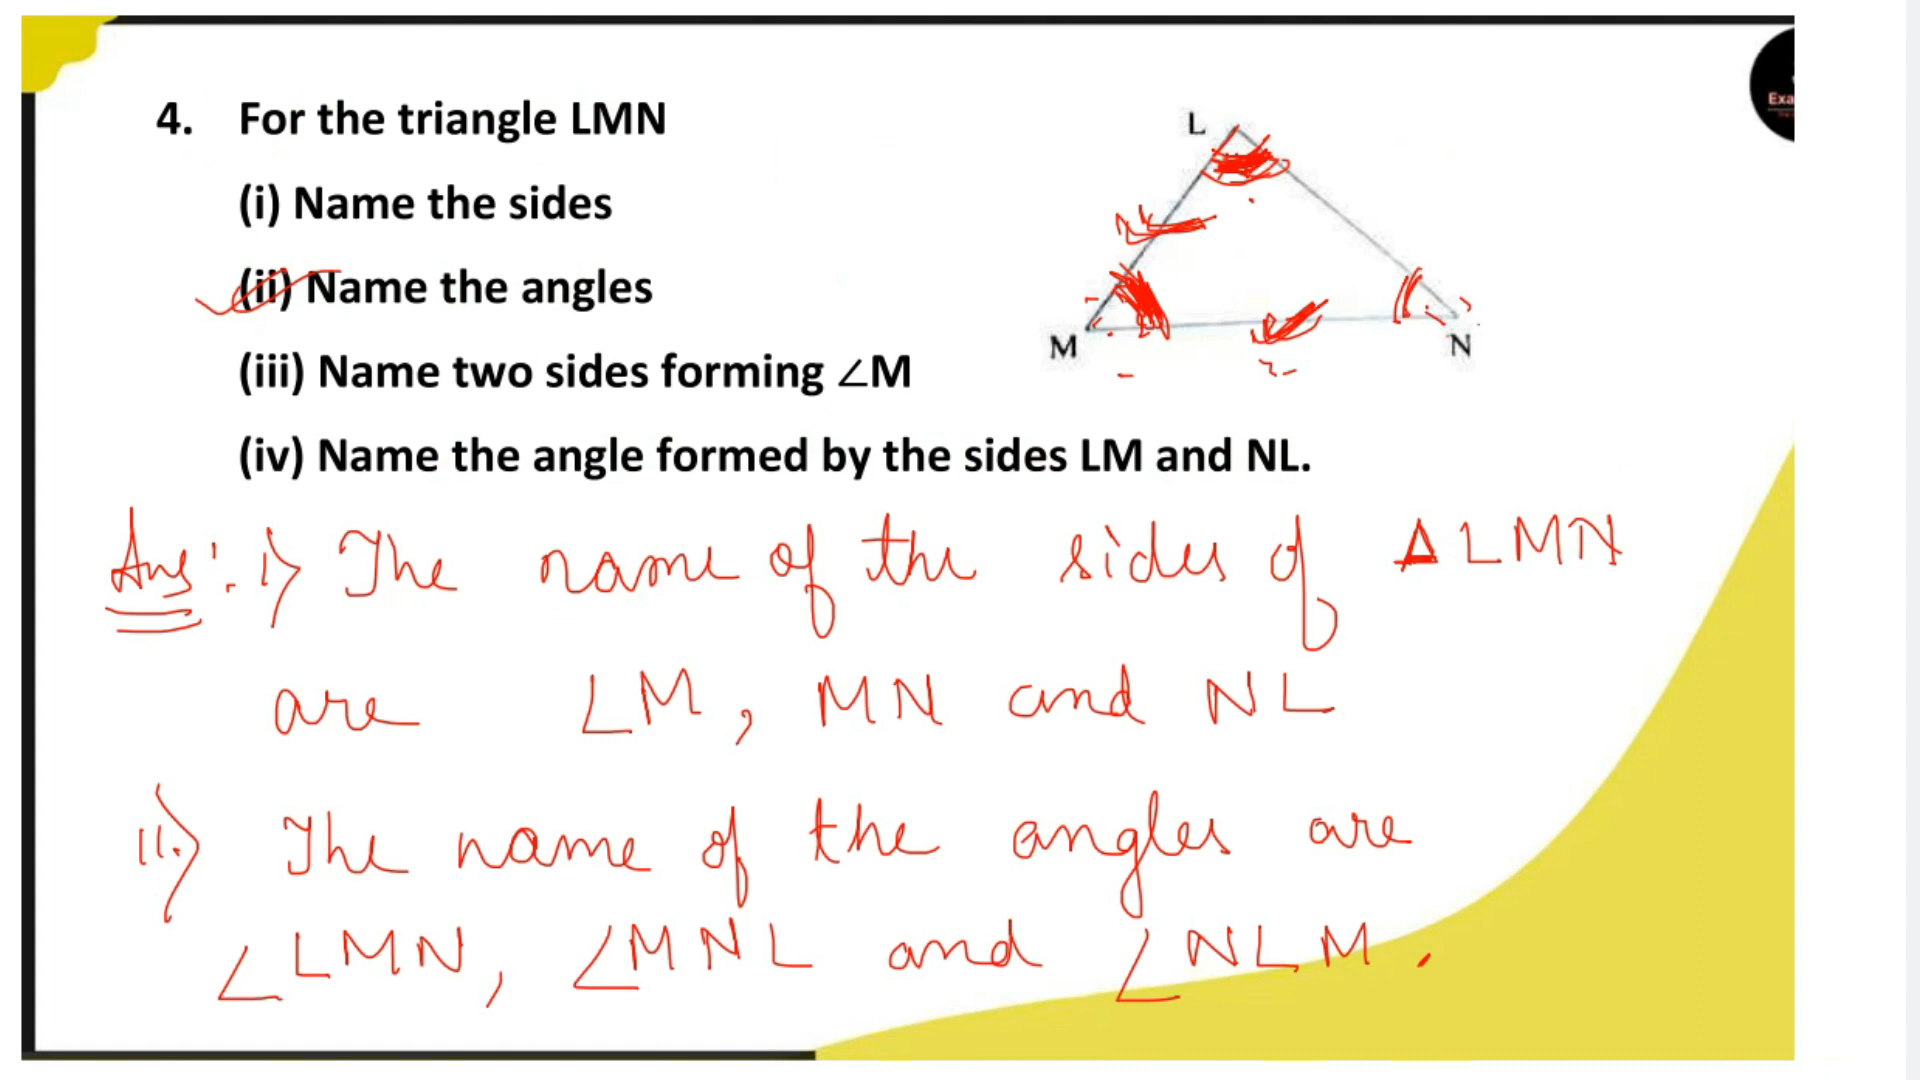 4. For the triangle LMN
(i) Name the sides
(ii) Name the angles
(iii) Name two sides forming ∠M
(iv) Name the angle formed by the sides LM and NL.
L
M
N
Exa
Ans: i) The name of the sides of Δ LMN
are LM, MN and NL
ii.) The name of the angles are
∠LMN, ∠MNL and ∠NLM.